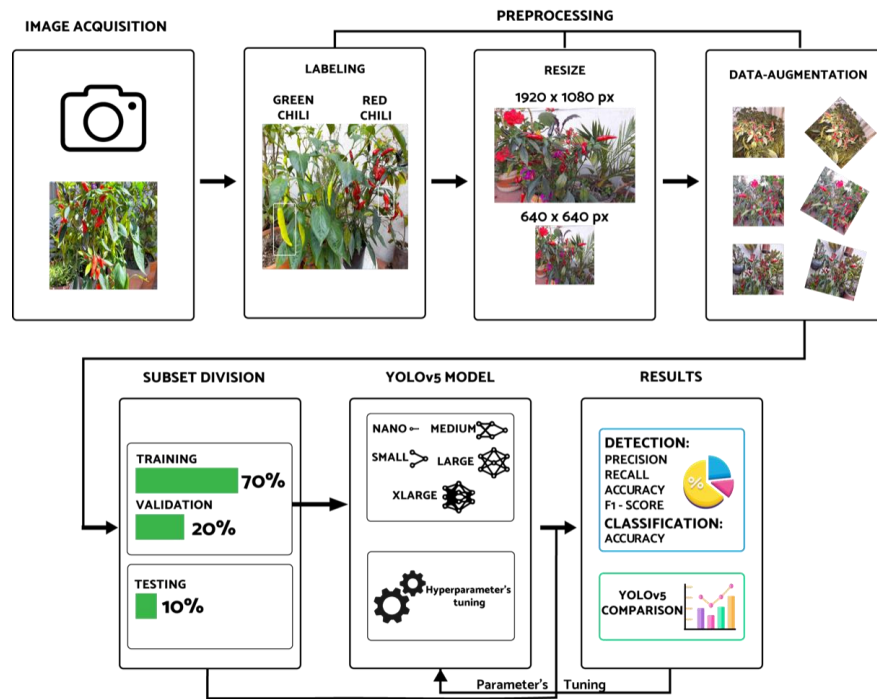 PREPROCESSING
IMAGE ACQUISITION
LABELING
GREEN CHILI
RED CHILI
RESIZE
1920 x 1080 px
640 x 640 px
DATA-AUGMENTATION
SUBSET DIVISION
TRAINING
70%
VALIDATION
20%
TESTING
10%
YOLOv5 MODEL
NANO
MEDIUM
SMALL
LARGE
XLARGE
Hyperparameter's
tuning
RESULTS
DETECTION:
PRECISION
RECALL
ACCURACY
F1 - SCORE
%
CLASSIFICATION:
ACCURACY
YOLOv5
COMPARISON
Parameter's Tuning